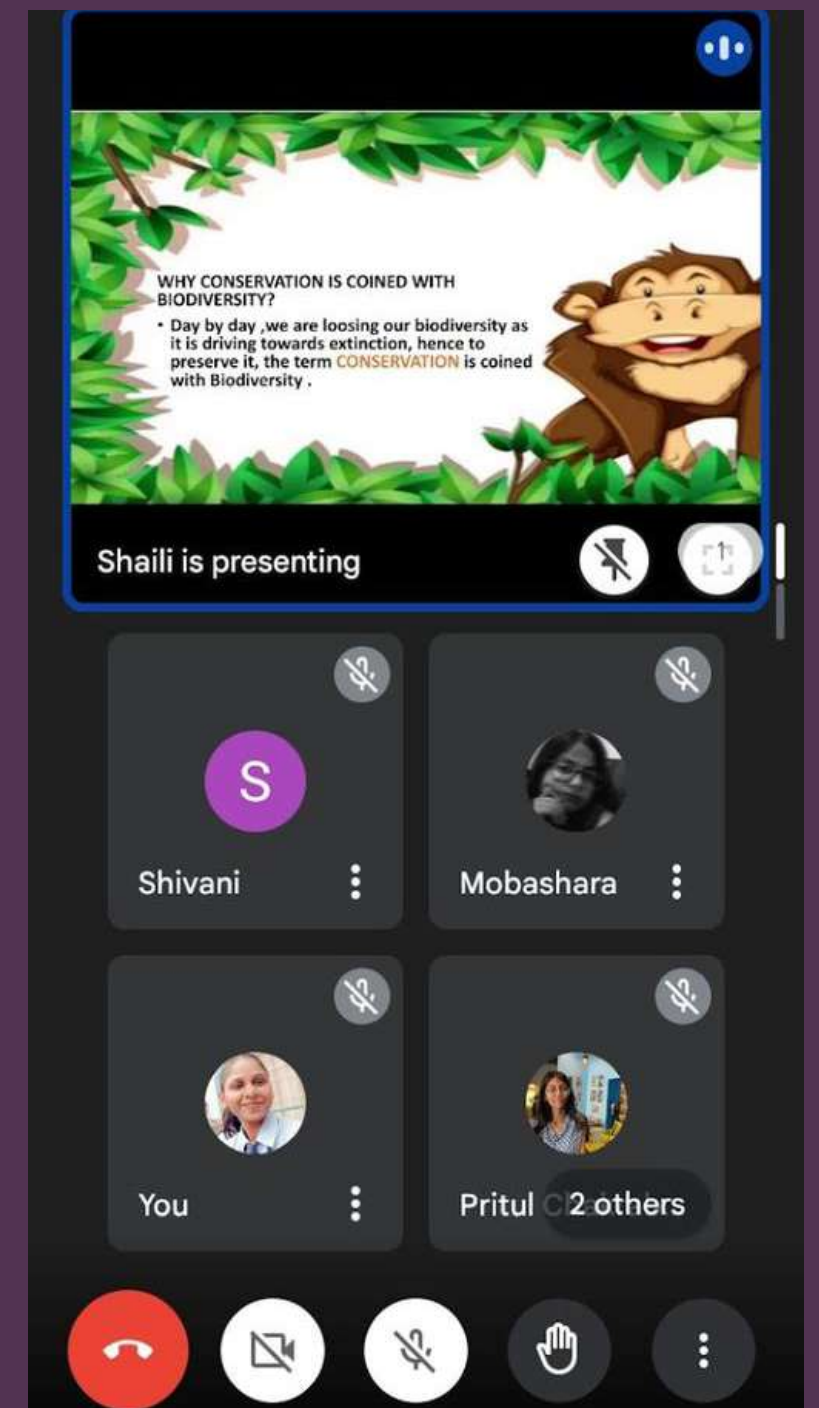 WHY CONSERVATION IS COINED WITH
BIODIVERSITY?
• Day by day ,we are loosing our biodiversity as
it is driving towards extinction, hence to
preserve it, the term CONSERVATION is coined
with Biodiversity .
Shaili is presenting
S
Shivani
Mobashara
You
Pritul
2 others